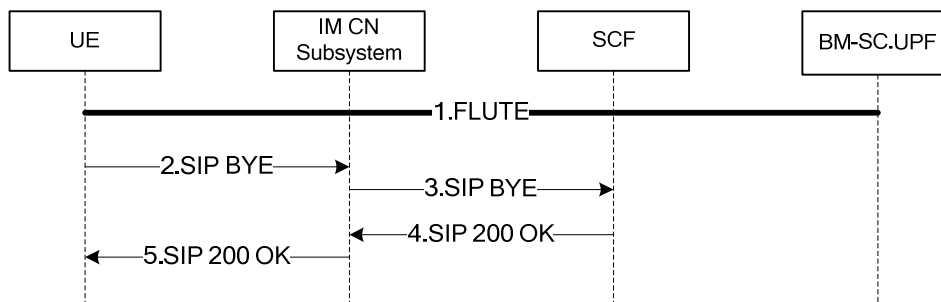 UE
IM CN
Subsystem
SCF
BM-SC.UPF
1.FLUTE
2.SIP BYE
3.SIP BYE
4.SIP 200 OK
5.SIP 200 OK